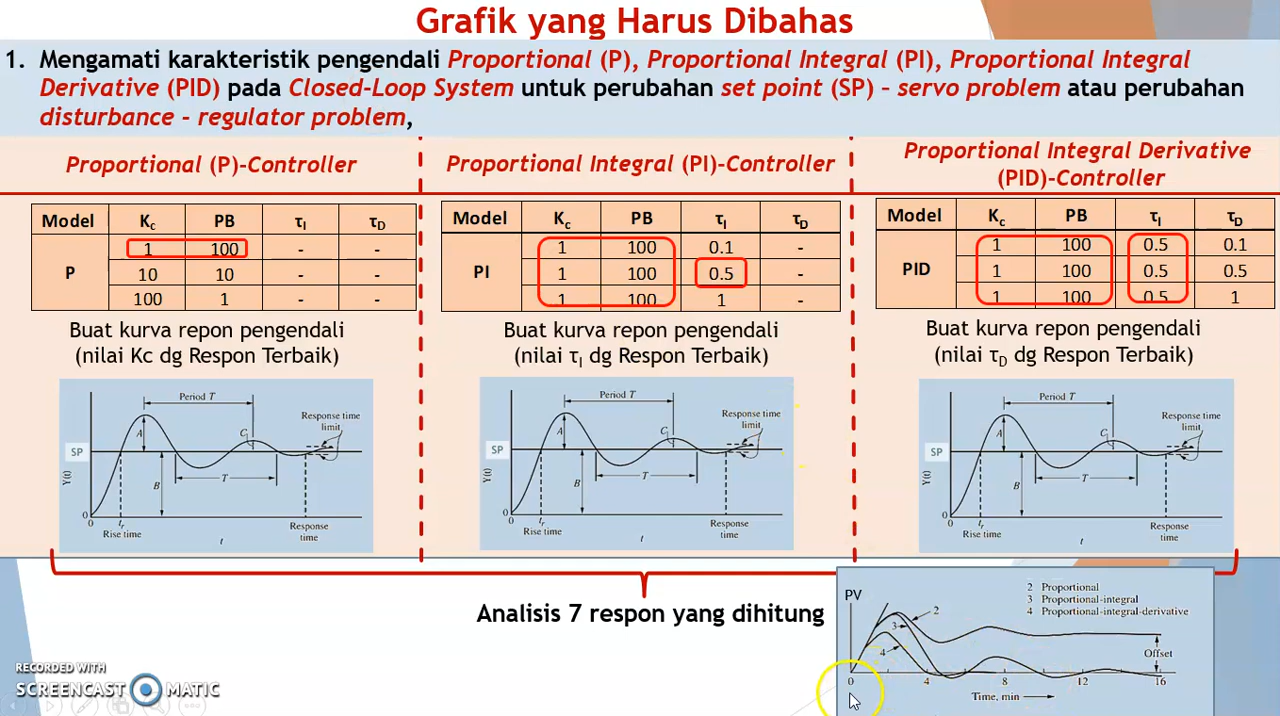 Grafik yang Harus Dibahas
1. Mengamati karakteristik pengendali Proportional (P), Proportional Integral (PI), Proportional Integral
Derivative (PID) pada Closed-Loop System untuk perubahan set point (SP) – servo problem atau perubahan
disturbance – regulator problem,
Proportional (P)-Controller
Model Kc PB τI τD
P
1 100 - -
10 10 - -
100 1 - -
Buat kurva repon pengendali
(nilai Kc dg Respon Terbaik)
Period T
Response time
limit
A
C
SP
Y(t)
B
T
0
0
tr
Rise time
Response
time
t
Proportional Integral (PI)-Controller
Model Kc PB τI τD
PI
1 100 0.1 -
1 100 0.5 -
1 100 1 -
Buat kurva repon pengendali
(nilai τI dg Respon Terbaik)
Period T
Response time
limit
A
C
SP
Y(t)
B
T
0
0
tr
Rise time
Response
time
t
Proportional Integral Derivative
(PID)-Controller
Model Kc PB τI τD
PID
1 100 0.5 0.1
1 100 0.5 0.5
1 100 0.5 1
Buat kurva repon pengendali
(nilai τD dg Respon Terbaik)
Period T
Response time
limit
A
C
SP
Y(t)
B
T
0
0
tr
Rise time
Response
time
t
Analisis 7 respon yang dihitung
PV
2 Proportional
3 Proportional-integral
4 Proportional-integral-derivative
2
3
4
Offset
0 4 8 12 16
Time, min
RECORDED WITH
SCREENCAST MATIC